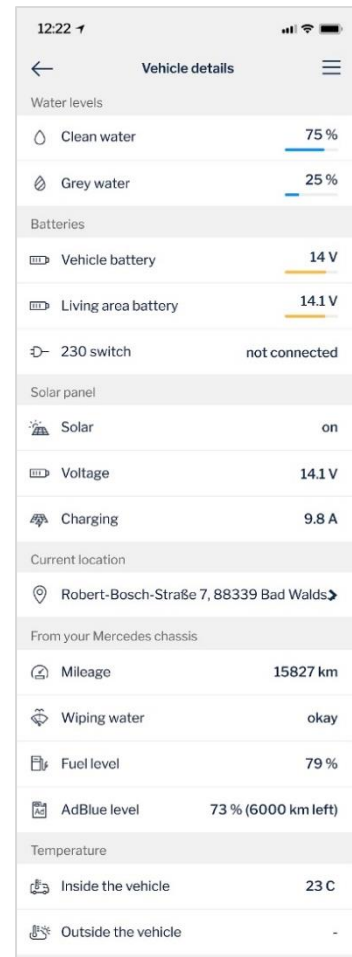 12:22
Vehicle details
Water levels
Clean water 75 %
Grey water 25 %
Batteries
Vehicle battery 14 V
Living area battery 14.1 V
230 switch not connected
Solar panel
Solar on
Voltage 14.1 V
Charging 9.8 A
Current location
Robert-Bosch-Straße 7, 88339 Bad Walds
From your Mercedes chassis
Mileage 15827 km
Wiping water okay
Fuel level 79 %
AdBlue level 73 % (6000 km left)
Temperature
Inside the vehicle 23 C
Outside the vehicle -